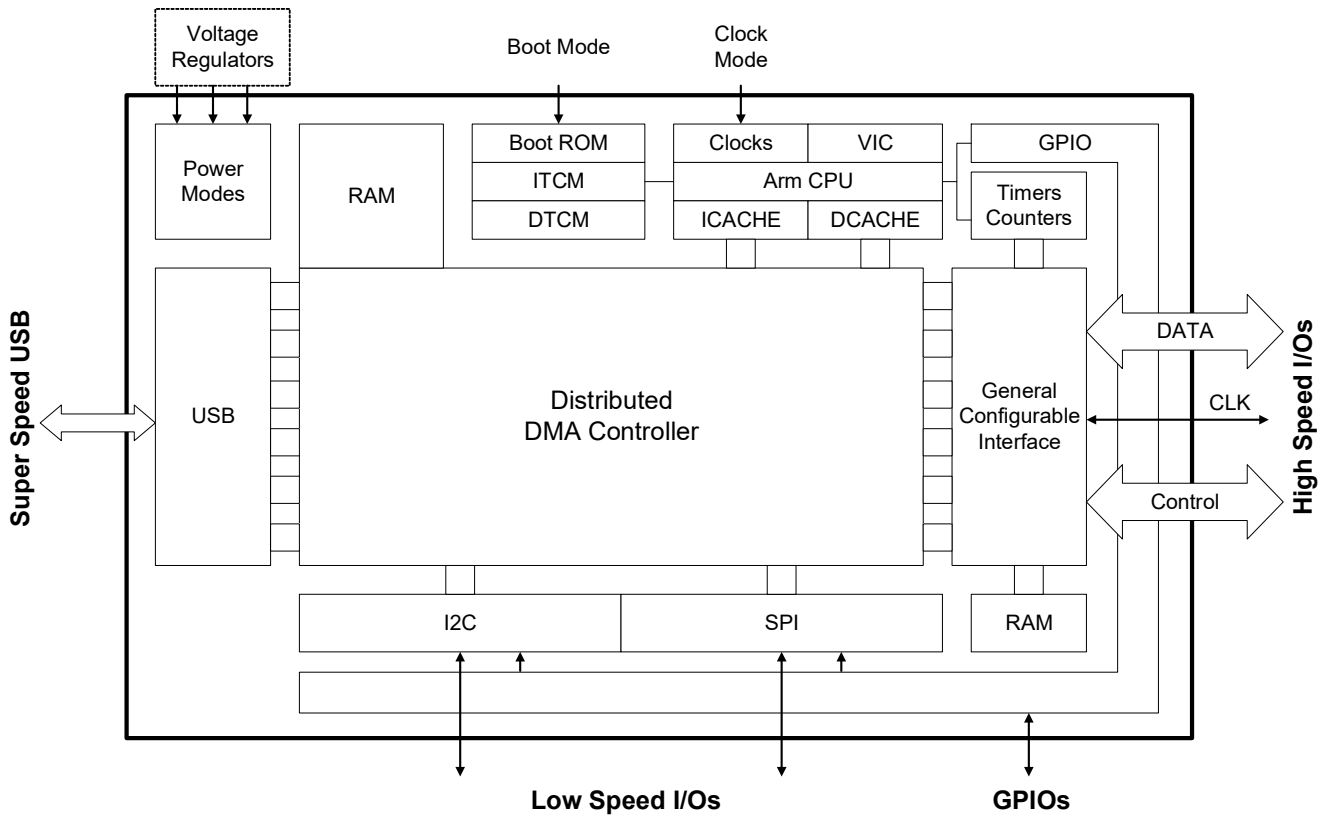 Voltage
Regulators
Boot Mode
Clock
Mode
Power
Modes
RAM
Boot ROM
ITCM
DTCM
Clocks
VIC
Arm CPU
ICACHE
DCACHE
GPIO
Timers
Counters
Super Speed USB
USB
Distributed
DMA Controller
General
Configurable
Interface
DATA
CLK
Control
High Speed I/Os
I2C
SPI
RAM
Low Speed I/Os
GPIOs